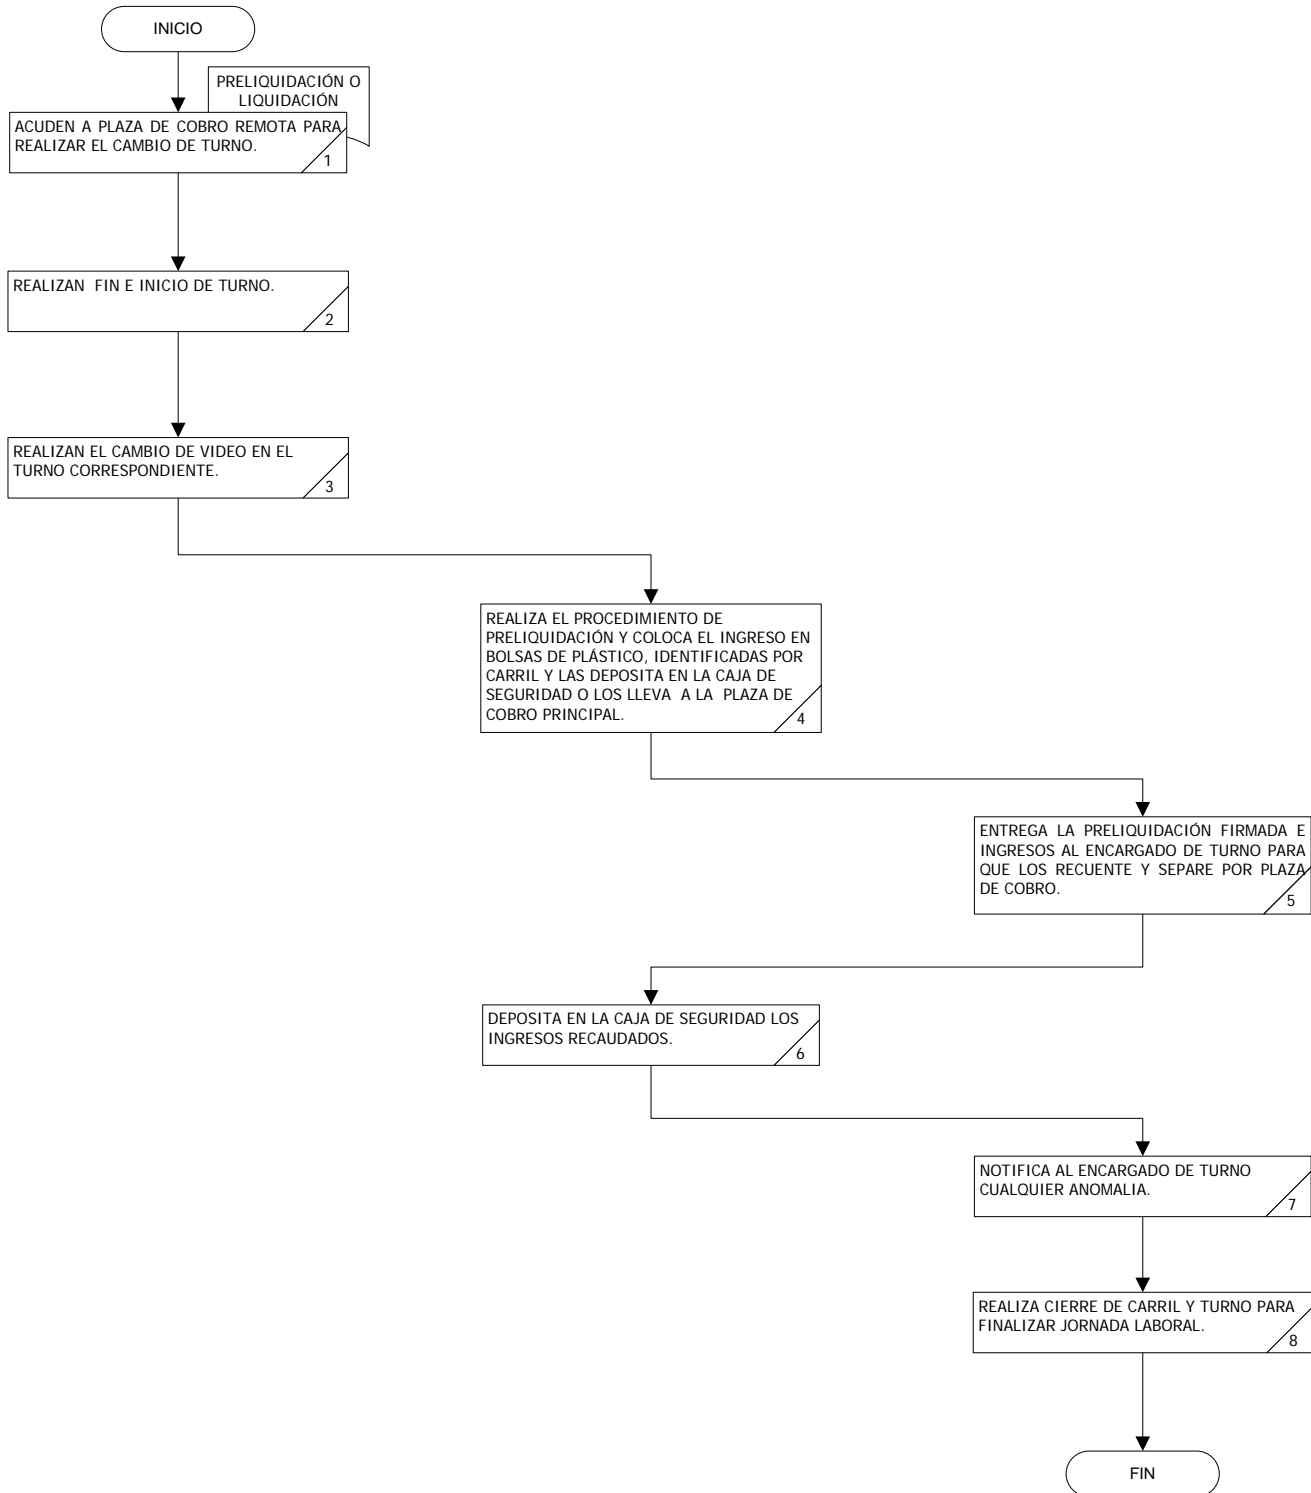 INICIO
PRELIQUIDACIÓN O
LIQUIDACIÓN
ACUDEN A PLAZA DE COBRO REMOTA PARA
REALIZAR EL CAMBIO DE TURNO.
1
REALIZAN FIN E INICIO DE TURNO.
2
REALIZAN EL CAMBIO DE VIDEO EN EL
TURNO CORRESPONDIENTE.
3
REALIZA EL PROCEDIMIENTO DE
PRELIQUIDACIÓN Y COLOCA EL INGRESO EN
BOLSAS DE PLÁSTICO, IDENTIFICADAS POR
CARRIL Y LAS DEPOSITA EN LA CAJA DE
SEGURIDAD O LOS LLEVA A LA PLAZA DE
COBRO PRINCIPAL.
4
ENTREGA LA PRELIQUIDACIÓN FIRMADA E
INGRESOS AL ENCARGADO DE TURNO PARA
QUE LOS RECUENTE Y SEPARE POR PLAZA
DE COBRO.
5
DEPOSITA EN LA CAJA DE SEGURIDAD LOS
INGRESOS RECAUDADOS.
6
NOTIFICA AL ENCARGADO DE TURNO
CUALQUIER ANOMALIA.
7
REALIZA CIERRE DE CARRIL Y TURNO PARA
FINALIZAR JORNADA LABORAL.
8
FIN